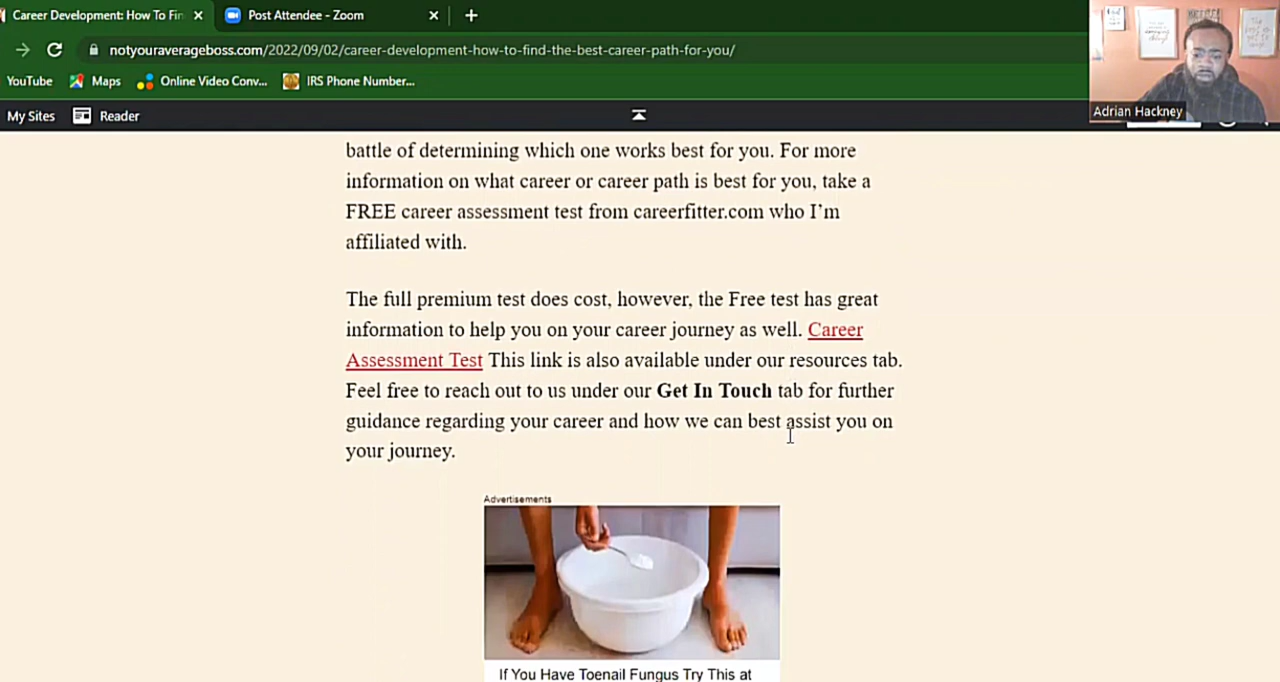 Career Development: How To Fin
Post Attendee - Zoom
notyouraverageboss.com/2022/09/02/career-development-how-to-find-the-best-career-path-for-you/
YouTube
Maps
Online Video Conv...
IRS Phone Number...
Adrian Hackney
My Sites
Reader
battle of determining which one works best for you. For more
information on what career or career path is best for you, take a
FREE career assessment test from careerfitter.com who I'm
affiliated with.
The full premium test does cost, however, the Free test has great
information to help you on your career journey as well. Career
Assessment Test This link is also available under our resources tab.
Feel free to reach out to us under our Get In Touch tab for further
guidance regarding your career and how we can best assist you on
your journey.
Advertisements
If You Have Toenail Fungus Try This at